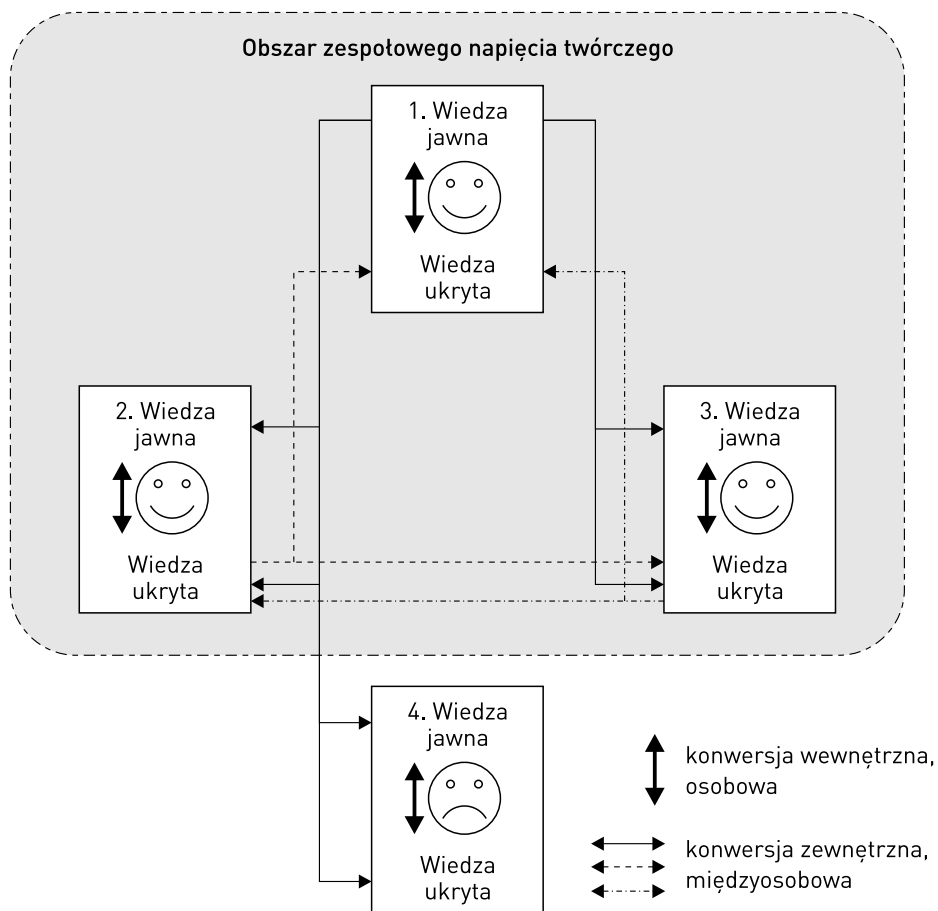 Obszar zespołowego napięcia twórczego
1. Wiedza
jawna
Wiedza
ukryta
2. Wiedza
jawna
Wiedza
ukryta
3. Wiedza
jawna
Wiedza
ukryta
4. Wiedza
jawna
Wiedza
ukryta
konwersja wewnętrzna,
osobowa
konwersja zewnętrzna,
międzyosobowa